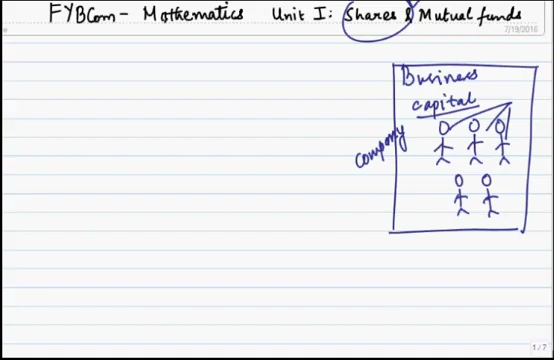 FYBCom - Mathematics Unit I: Shares & Mutual funds
7/19/2016
Business
capital
company
1/7